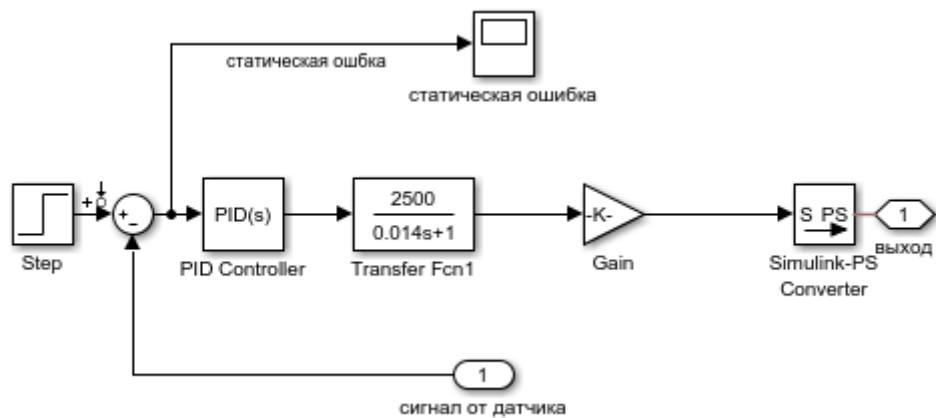 статическая ошбка
статическая ошибка
+
+
-
PID(s)
2500
0.014s+1
-K-
S PS
1
Step
PID Controller
Transfer Fcn1
Gain
Simulink-PS
Converter
выход
1
сигнал от датчика